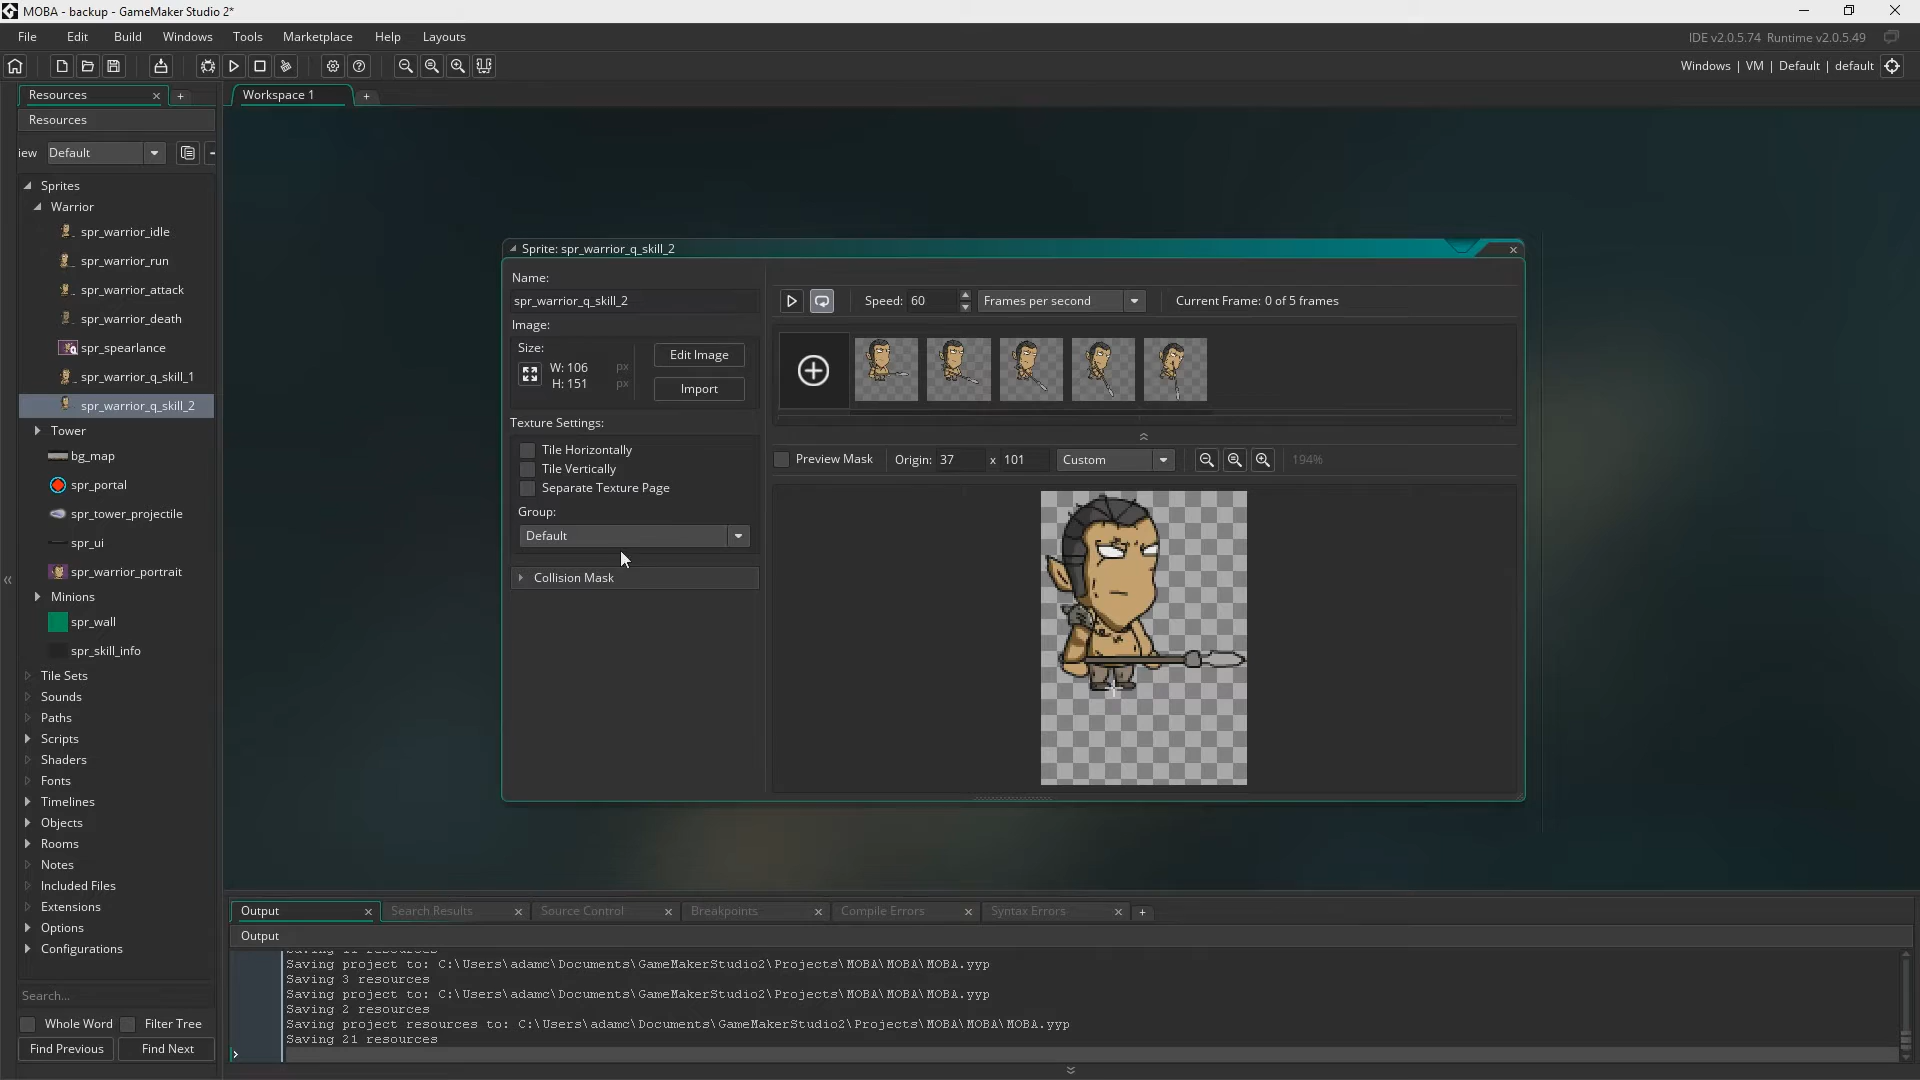 MOBA - backup - GameMaker Studio 2*
File Edit Build Windows Tools Marketplace Help Layouts
IDE v2.0.5.74 Runtime v2.0.5.49
Windows | VM | Default | default
Resources
Workspace 1
Resources
iew Default
Sprites
Warrior
spr_warrior_idle
spr_warrior_run
spr_warrior_attack
spr_warrior_death
spr_spearlance
spr_warrior_q_skill_1
spr_warrior_q_skill_2
Tower
bg_map
spr_portal
spr_tower_projectile
spr_ui
spr_warrior_portrait
Minions
spr_wall
spr_skill_info
Tile Sets
Sounds
Paths
Scripts
Shaders
Fonts
Timelines
Objects
Rooms
Notes
Included Files
Extensions
Options
Configurations
Search...
Whole Word Filter Tree
Find Previous Find Next
Sprite: spr_warrior_q_skill_2
Name:
spr_warrior_q_skill_2
Image:
Size:
W: 106 px
H: 151 px
Edit Image
Import
Texture Settings:
Tile Horizontally
Tile Vertically
Separate Texture Page
Group:
Default
Collision Mask
Speed: 60 Frames per second Current Frame: 0 of 5 frames
Preview Mask Origin: 37 x 101 Custom 194%
Output Search Results Source Control Breakpoints Compile Errors Syntax Errors
Output
Saving 11 resources
Saving project to: C:\Users\adamc\Documents\GameMakerStudio2\Projects\MOBA\MOBA\MOBA.yyp
Saving 3 resources
Saving project to: C:\Users\adamc\Documents\GameMakerStudio2\Projects\MOBA\MOBA\MOBA.yyp
Saving 2 resources
Saving project resources to: C:\Users\adamc\Documents\GameMakerStudio2\Projects\MOBA\MOBA\MOBA.yyp
Saving 21 resources